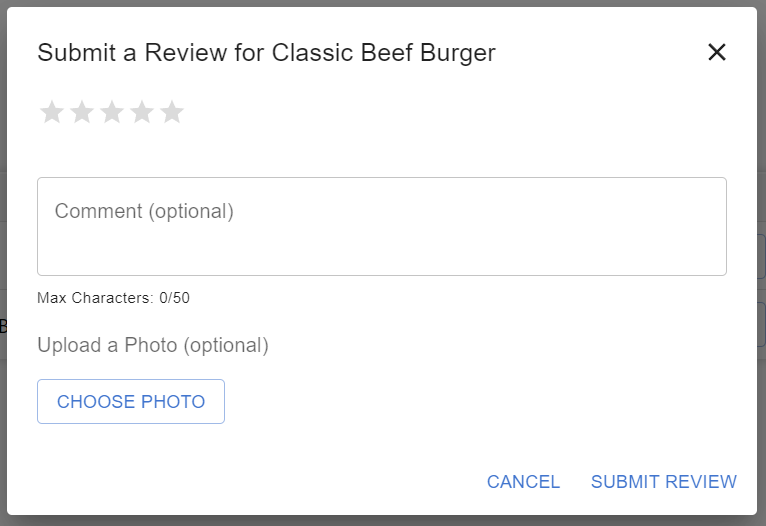 Submit a Review for Classic Beef Burger
Comment (optional)
Max Characters: 0/50
Upload a Photo (optional)
CHOOSE PHOTO
CANCEL SUBMIT REVIEW